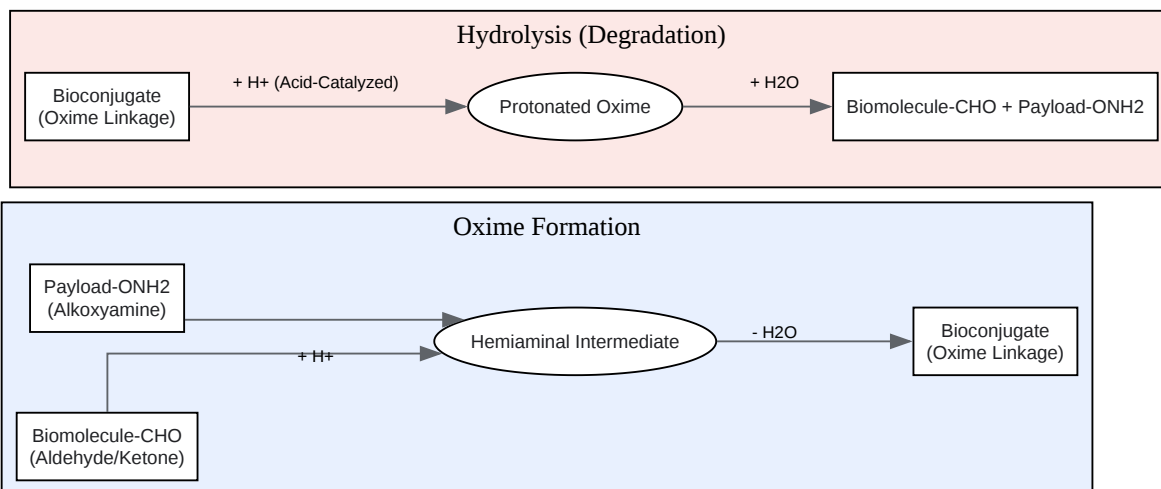 Hydrolysis (Degradation)
Bioconjugate
(Oxime Linkage)
+ H+ (Acid-Catalyzed)
Protonated Oxime
+ H2O
Biomolecule-CHO + Payload-ONH2
Oxime Formation
Payload-ONH2
(Alkoxyamine)
Biomolecule-CHO
(Aldehyde/Ketone)
+ H+
Hemiaminal Intermediate
- H2O
Bioconjugate
(Oxime Linkage)